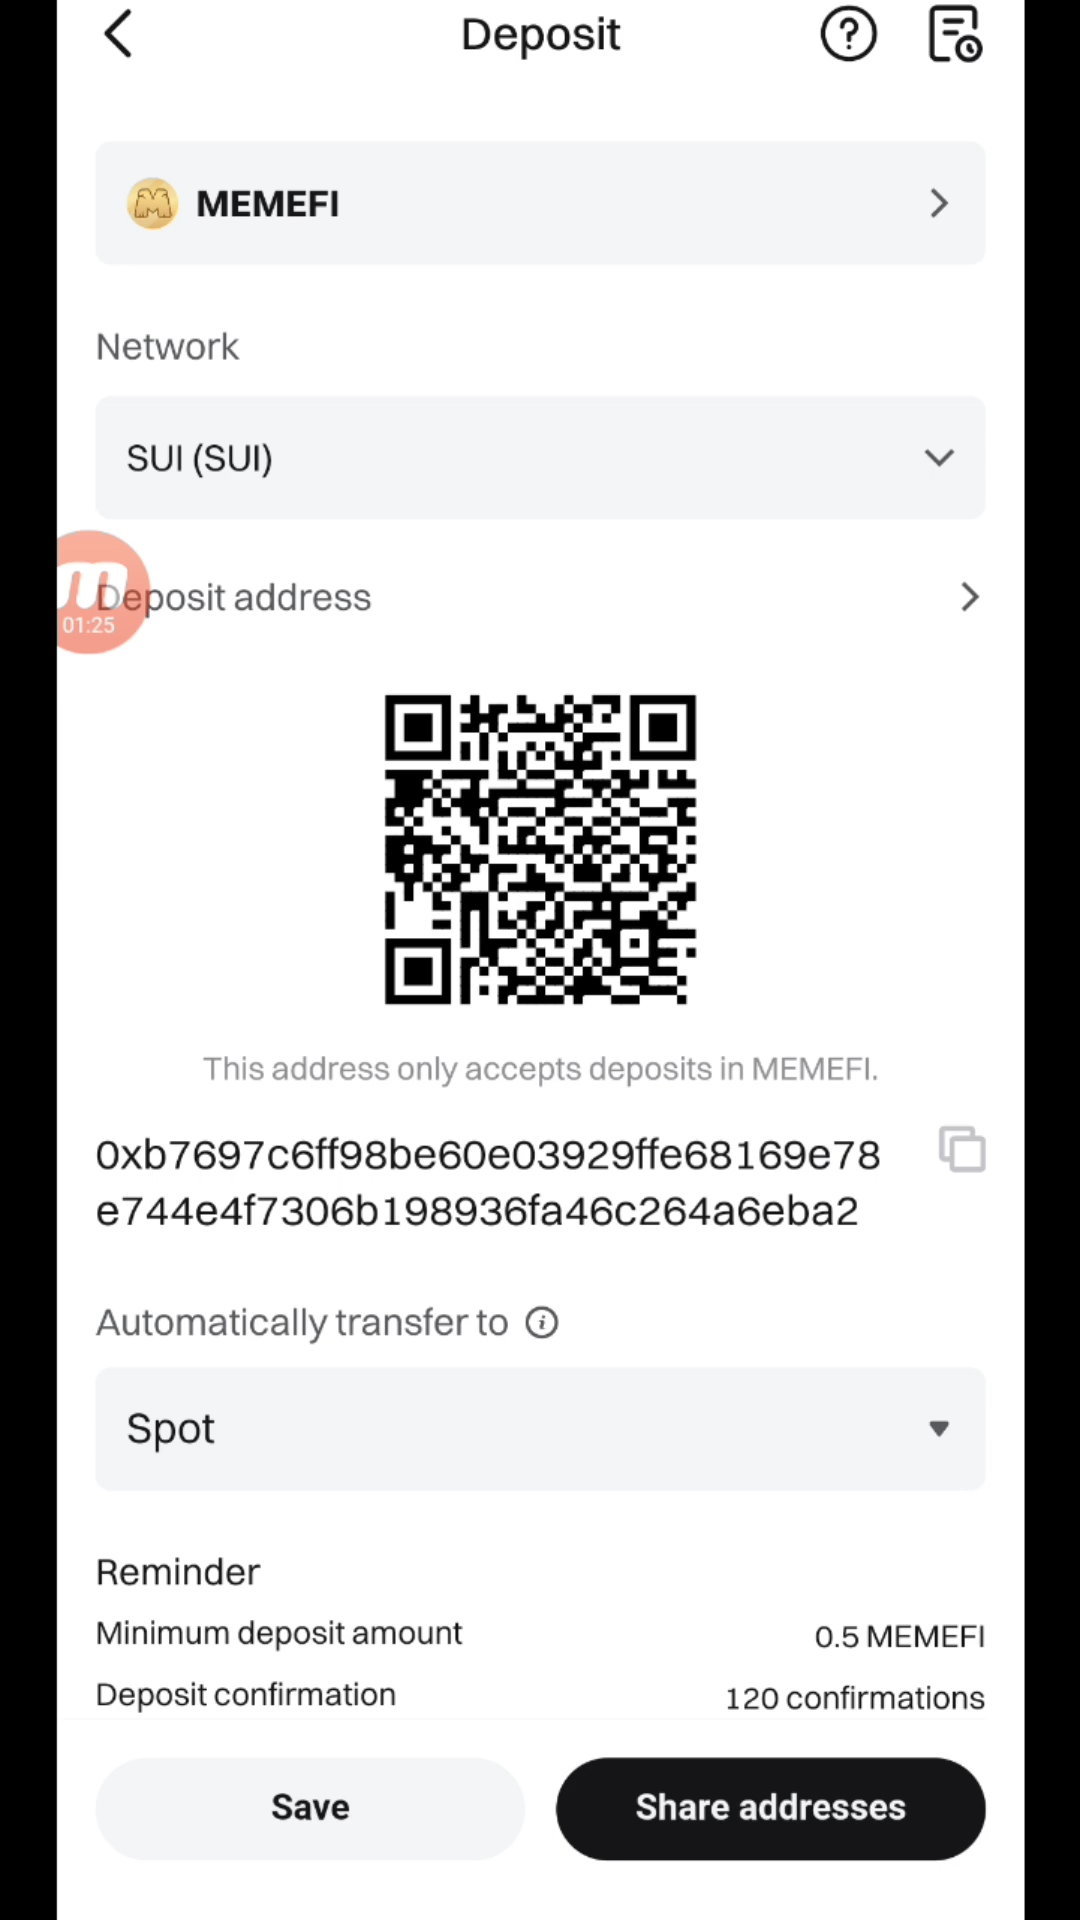 Deposit
MEMEFI
Network
SUI (SUI)
m
01:25
Deposit address
This address only accepts deposits in MEMEFI.
0xb7697c6ff98be60e03929ffe68169e78
e744e4f7306b198936fa46c264a6eba2
Automatically transfer to
Spot
Reminder
Minimum deposit amount 0.5 MEMEFI
Deposit confirmation 120 confirmations
Save Share addresses